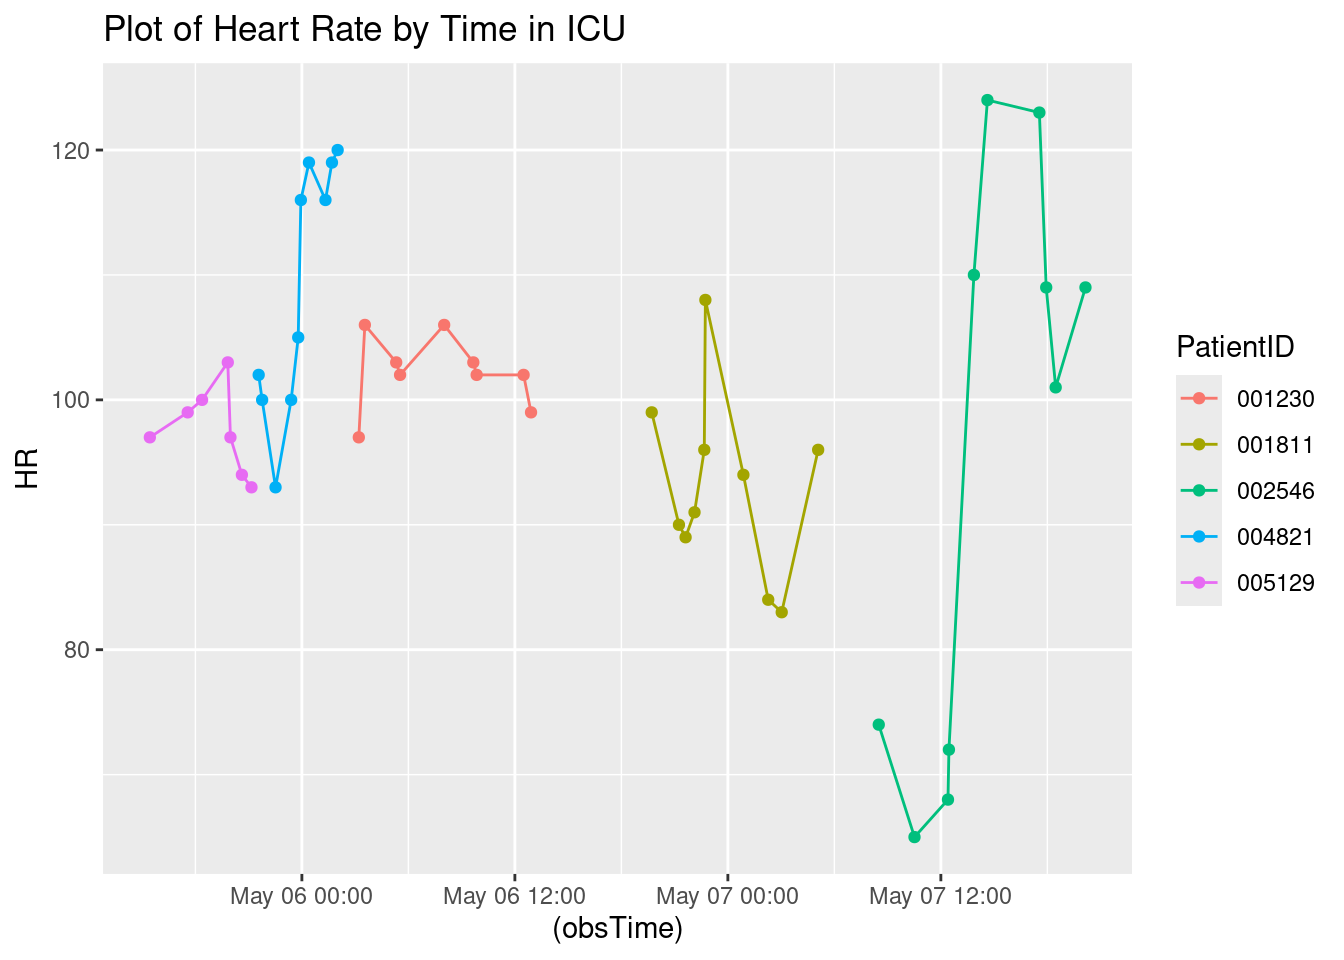 Plot of Heart Rate by Time in ICU
120
100
80
HR
May 06 00:00
May 06 12:00
May 07 00:00
May 07 12:00
(obsTime)
PatientID
001230
001811
002546
004821
005129